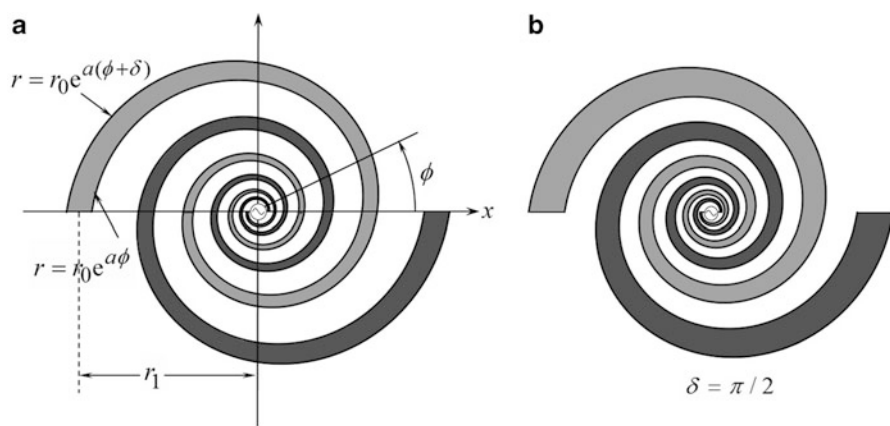 a
b
r = r₀e^{a(ϕ+δ)}
ϕ
x
r = r₀e^{aϕ}
r₁
δ = π / 2